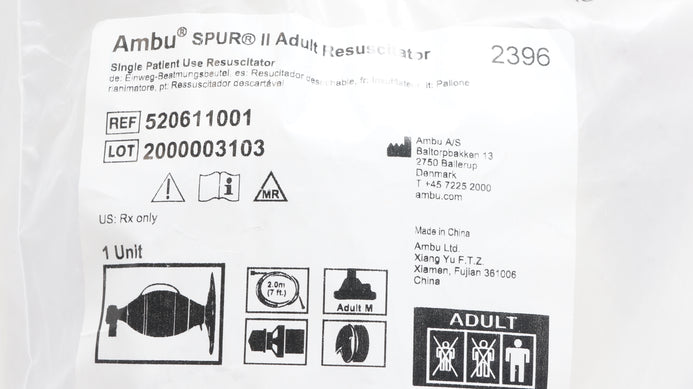 Ambu® SPUR® II Adult Resuscitator
2396
Single Patient Use Resuscitator
de: Einweg-Beatmungsbeutel, es: Resucitador desechable, fr: Insufflateur, it: Pallone
rianimatore, pt: Ressuscitador descartável
REF 520611001
LOT 2000003103
MR
US: Rx only
1 Unit
2.0m
(7 ft.)
Adult M
Ambu A/S
Baltorpbakken 13
2750 Ballerup
Denmark
T +45 7225 2000
ambu.com
Made in China
Ambu Ltd.
Xiang Yu F.T.Z.
Xiamen, Fujian 361006
China
ADULT